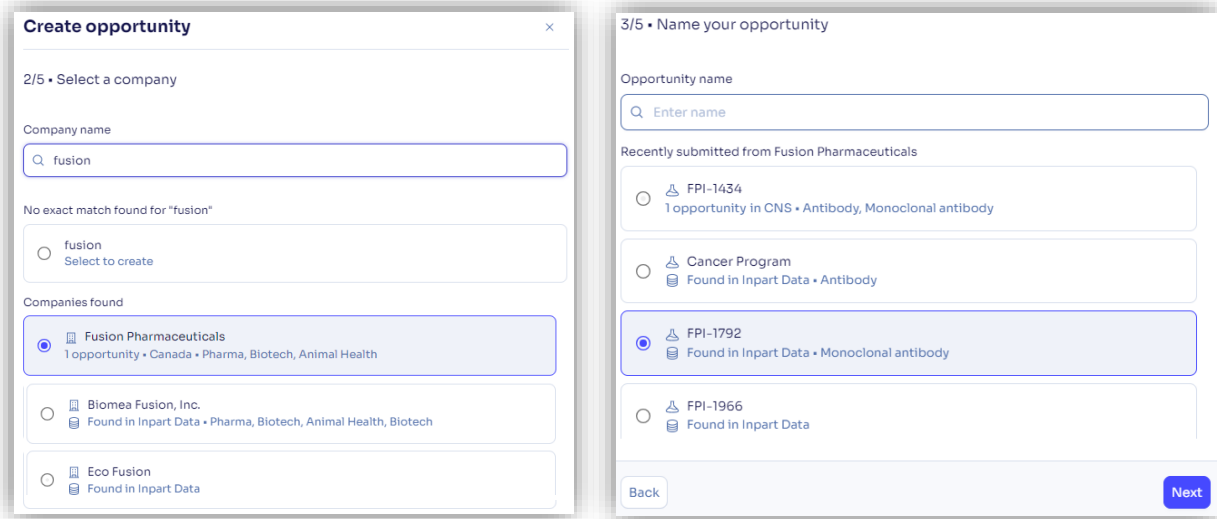 Create opportunity
×
2/5 • Select a company
Company name
fusion
No exact match found for "fusion"
fusion
Select to create
Companies found
Fusion Pharmaceuticals
1 opportunity • Canada • Pharma, Biotech, Animal Health
Biomea Fusion, Inc.
Found in Inpart Data • Pharma, Biotech, Animal Health, Biotech
Eco Fusion
Found in Inpart Data
3/5 • Name your opportunity
Opportunity name
Enter name
Recently submitted from Fusion Pharmaceuticals
FPI-1434
1 opportunity in CNS • Antibody, Monoclonal antibody
Cancer Program
Found in Inpart Data • Antibody
FPI-1792
Found in Inpart Data • Monoclonal antibody
FPI-1966
Found in Inpart Data
Back
Next